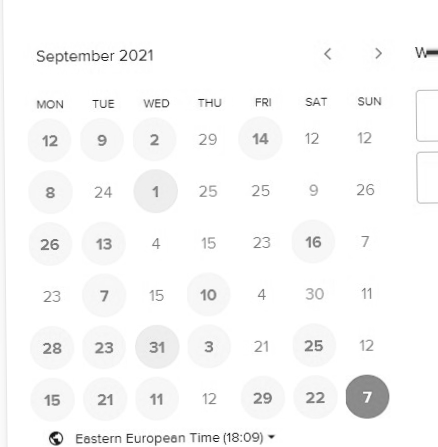 September 2021
MON TUE WED THU FRI SAT SUN
12 9 2 29 14 12 12
8 24 1 25 25 9 26
26 13 4 15 23 16 7
23 7 15 10 4 30 11
28 23 31 3 21 25 12
15 21 11 12 29 22 7
Eastern European Time (18:09)